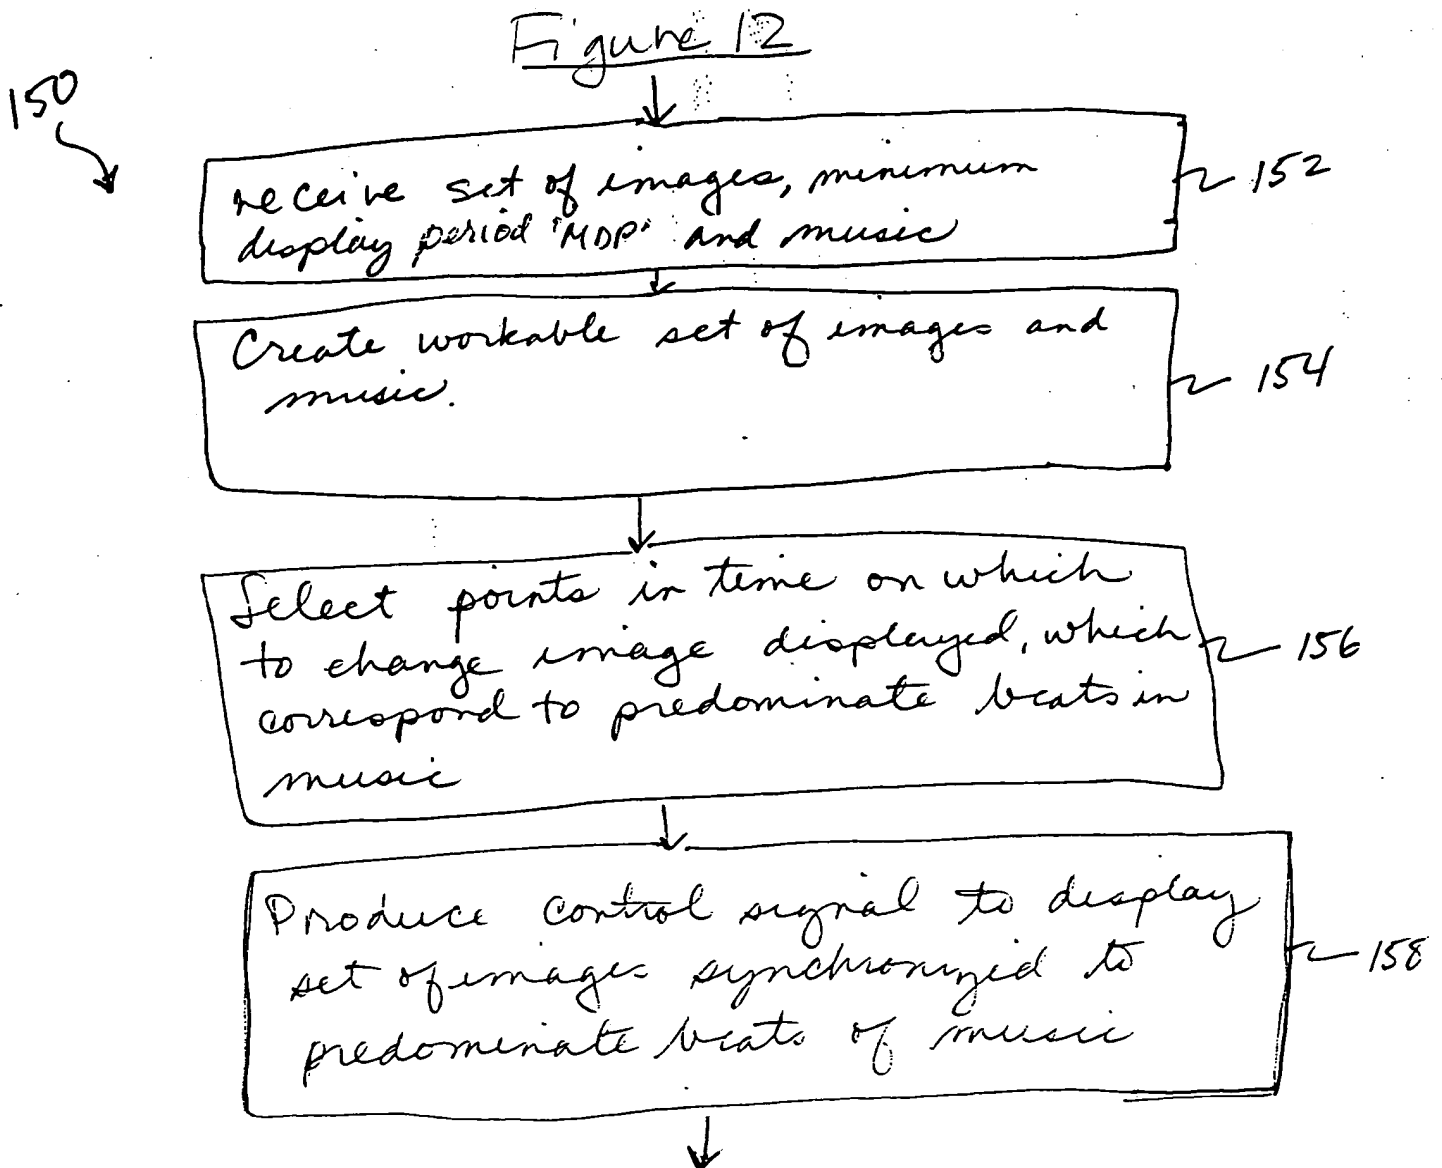 Figure 12
150
receive set of images, minimum
display period 'MDP' and music
152
Create workable set of images and
music.
154
Select points in time on which
to change image displayed, which
correspond to predominate beats in
music
156
Produce control signal to display
set of images synchronized to
predominate beats of music
158